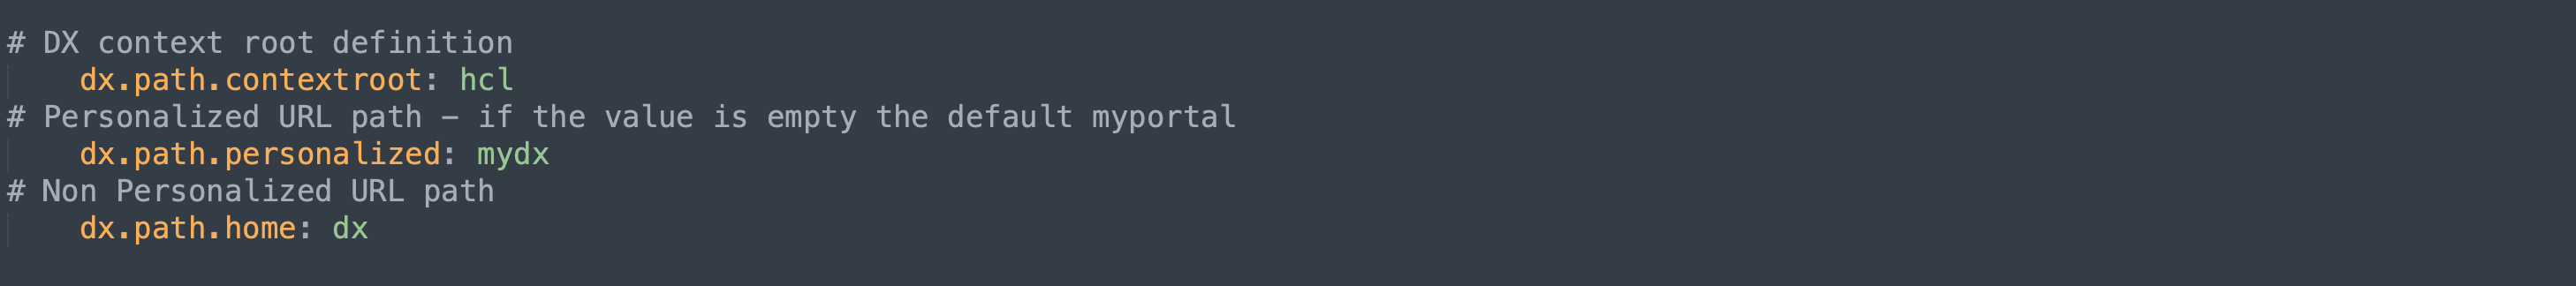 # DX context root definition
dx.path.contextroot: hcl
# Personalized URL path – if the value is empty the default myportal
dx.path.personalized: mydx
# Non Personalized URL path
dx.path.home: dx